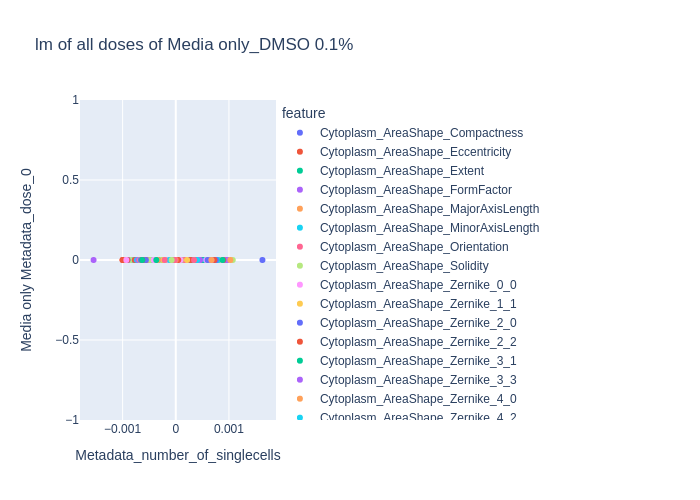 lm of all doses of Media only_DMSO 0.1%
1
0.5
0
−0.5
−1
Media only Metadata_dose_0
−0.001
0
0.001
Metadata_number_of_singlecells
feature
Cytoplasm_AreaShape_Compactness
Cytoplasm_AreaShape_Eccentricity
Cytoplasm_AreaShape_Extent
Cytoplasm_AreaShape_FormFactor
Cytoplasm_AreaShape_MajorAxisLength
Cytoplasm_AreaShape_MinorAxisLength
Cytoplasm_AreaShape_Orientation
Cytoplasm_AreaShape_Solidity
Cytoplasm_AreaShape_Zernike_0_0
Cytoplasm_AreaShape_Zernike_1_1
Cytoplasm_AreaShape_Zernike_2_0
Cytoplasm_AreaShape_Zernike_2_2
Cytoplasm_AreaShape_Zernike_3_1
Cytoplasm_AreaShape_Zernike_3_3
Cytoplasm_AreaShape_Zernike_4_0
Cytoplasm_AreaShape_Zernike_4_2